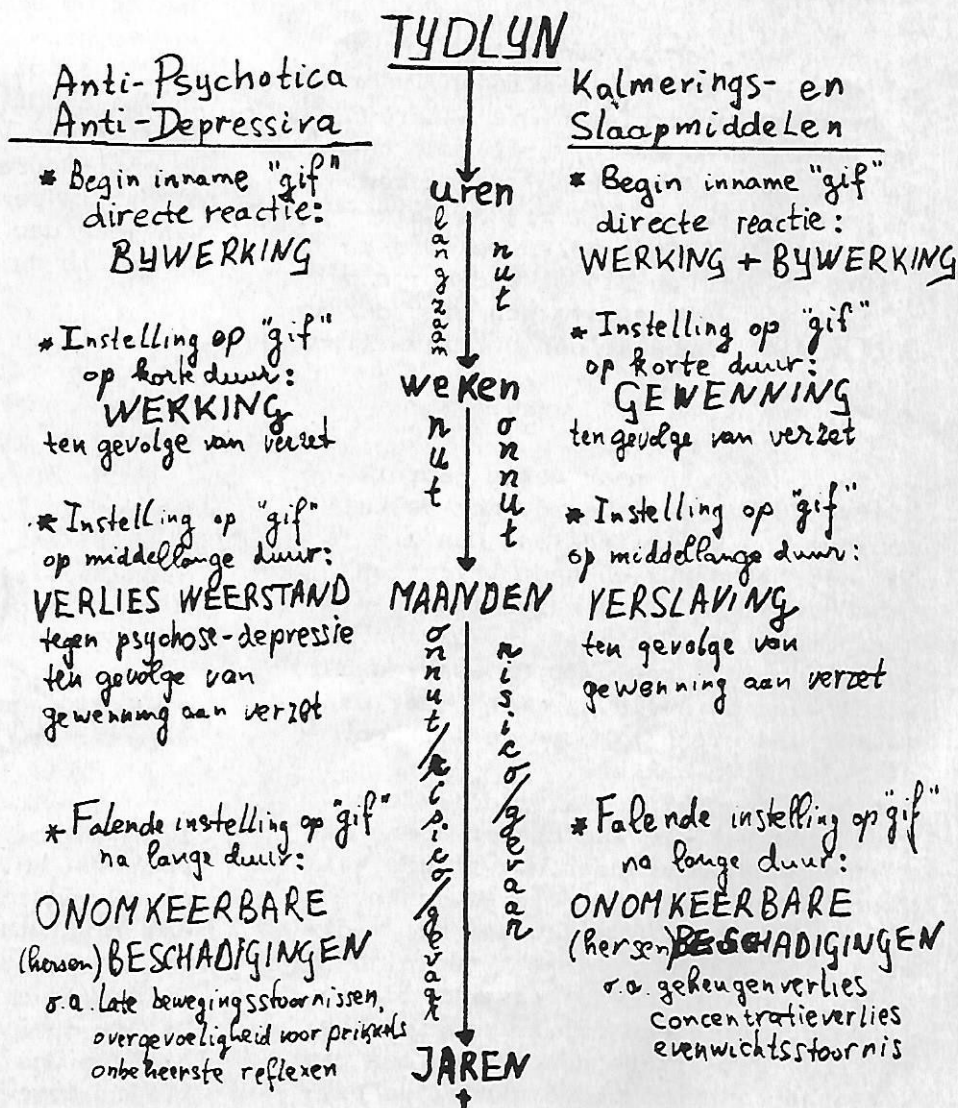 TYDLYN
Anti-Psychotica
Anti-Depressiva
* Begin inname "gif"
directe reactie:
BYWERKING
* Instelling op "gif"
op korte duur:
WERKING
ten gevolge van verzet
* Instelling op "gif"
op middellange duur:
VERLIES WEERSTAND
tegen psychose-depressie
ten gevolge van
gewenning aan verzet
* Falende instelling op "gif"
na lange duur:
ONOMKEERBARE
(hersen) BESCHADIGINGEN
o.a. Late bewegingsstoornissen,
overgevoeligheid voor prikkels
onbeheerste reflexen
uren
langzaam
nut
weken
nut
onnut
MAANDEN
onnut/risico/gevaar
risico/gevaar
JAREN
Kalmerings- en
Slaapmiddelen
* Begin inname "gif"
directe reactie:
WERKING + BYWERKING
* Instelling op "gif"
op korte duur:
GEWENNING
ten gevolge van verzet
* Instelling op "gif"
op middellange duur:
VERSLAVING
ten gevolge van
gewenning aan verzet
* Falende instelling op "gif"
na lange duur:
ONOMKEERBARE
(hersen) BESCHADIGINGEN
o.a. geheugenverlies
concentratieverlies
evenwichtsstoornis